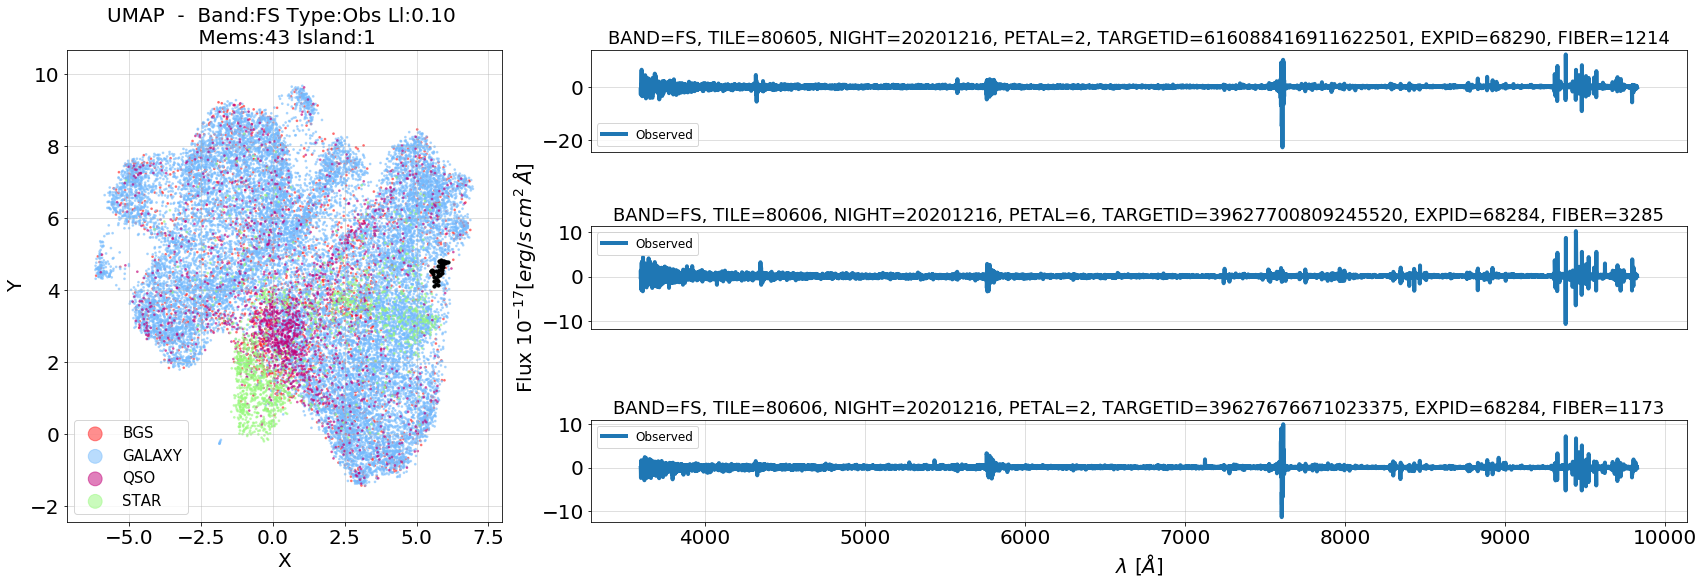 UMAP - Band:FS Type:Obs Ll:0.10
Mems:43 Island:1
10
8
6
4
2
0
−2
Y
BGS
GALAXY
QSO
STAR
−5.0 −2.5 0.0 2.5 5.0 7.5
X
Flux 10⁻¹⁷[erg/s cm² Å]
BAND=FS, TILE=80605, NIGHT=20201216, PETAL=2, TARGETID=616088416911622501, EXPID=68290, FIBER=1214
0
−20
Observed
BAND=FS, TILE=80606, NIGHT=20201216, PETAL=6, TARGETID=39627700809245520, EXPID=68284, FIBER=3285
10
0
−10
Observed
BAND=FS, TILE=80606, NIGHT=20201216, PETAL=2, TARGETID=39627676671023375, EXPID=68284, FIBER=1173
10
0
−10
Observed
4000 5000 6000 7000 8000 9000 10000
λ [Å]